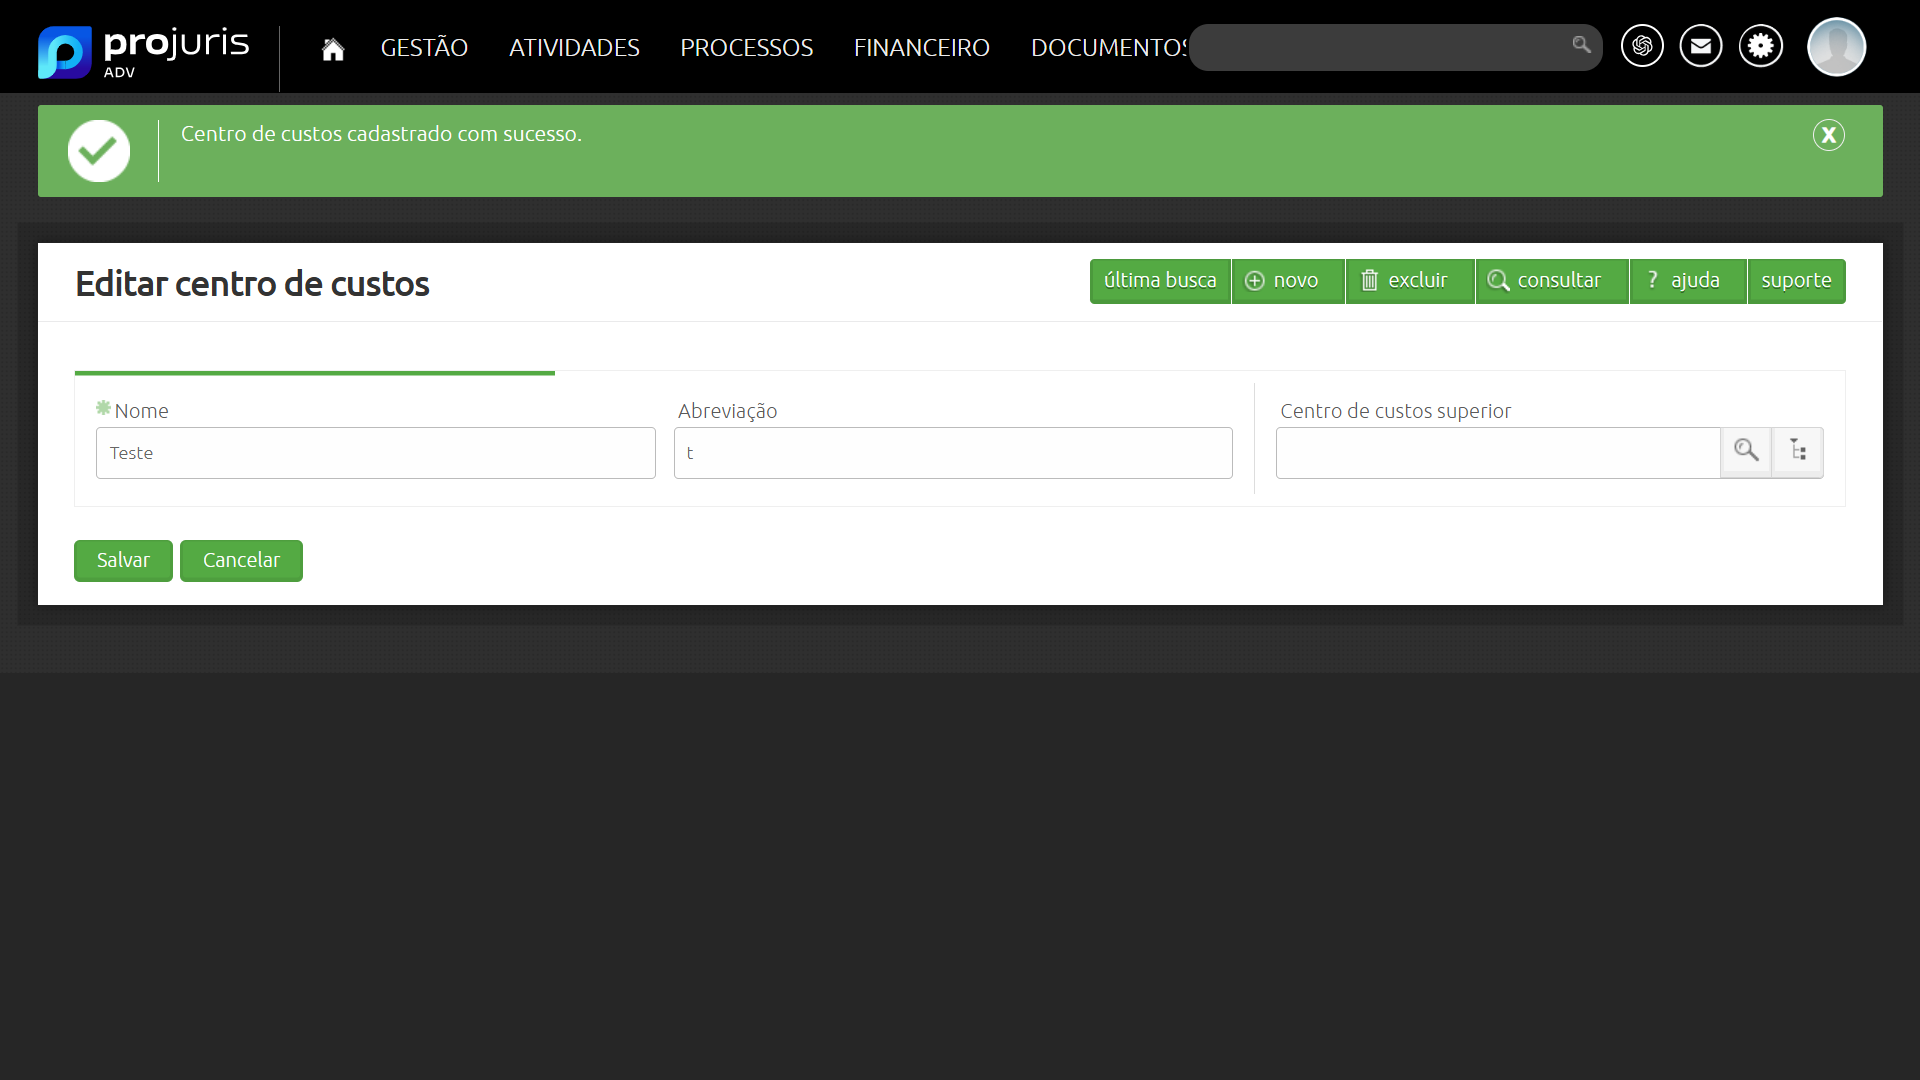 projuris
ADV
GESTÃO
ATIVIDADES
PROCESSOS
FINANCEIRO
DOCUMENTOS
Centro de custos cadastrado com sucesso.
X
Editar centro de custos
última busca
novo
excluir
consultar
? ajuda
suporte
Nome
Abreviação
Centro de custos superior
Teste
t
Salvar
Cancelar